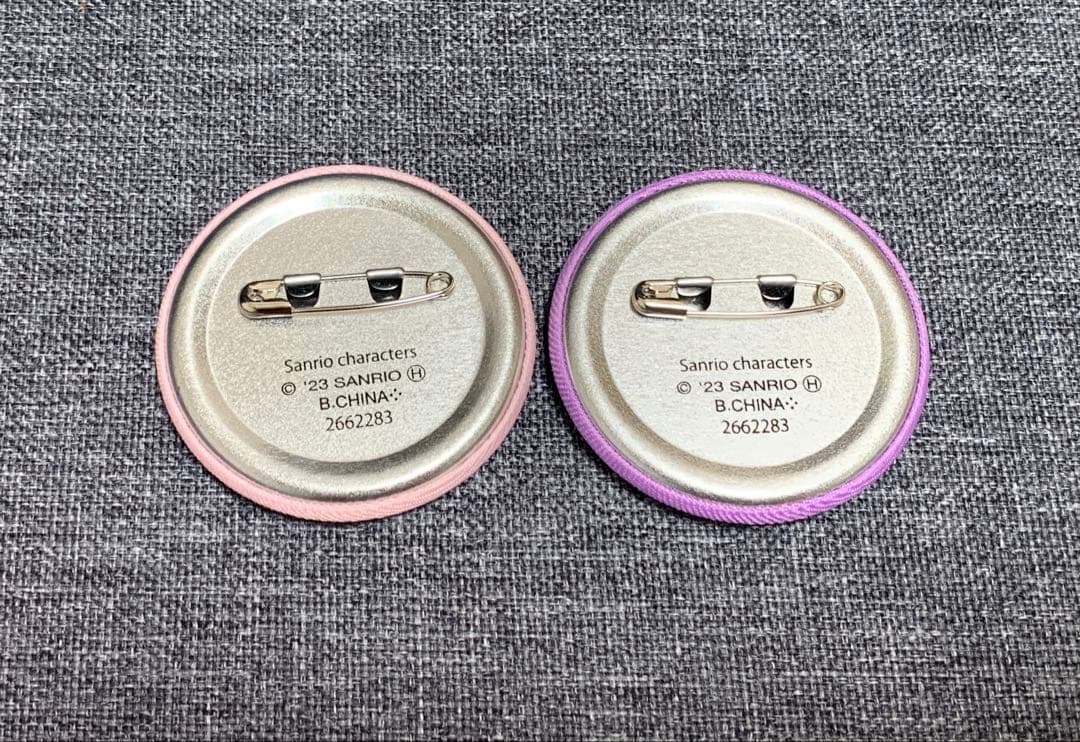 Sanrio characters
© '23 SANRIO Ⓗ
B.CHINA⁘
2662283
Sanrio characters
© '23 SANRIO Ⓗ
B.CHINA⁘
2662283